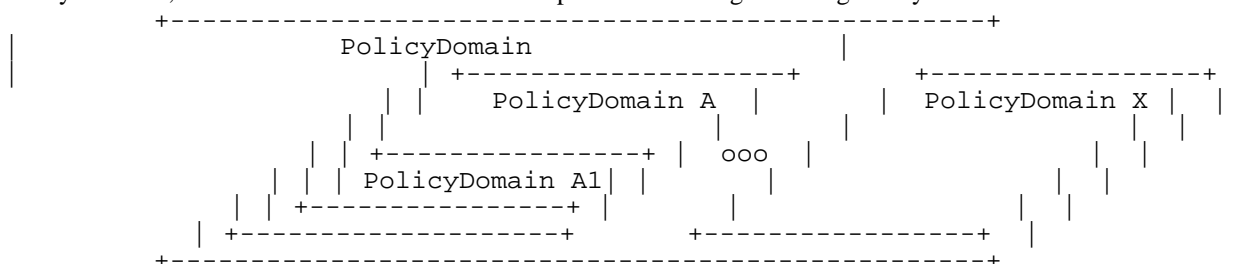 +---------------------------------------------------+
| PolicyDomain |
| | +--------------------+ +-----------------+
| | PolicyDomain A | | PolicyDomain X | |
| | | | | |
| | +----------------+ | ooo | | |
| | | PolicyDomain A1| | | | |
| | +----------------+ | | | |
| +--------------------+ +-----------------+ |
+---------------------------------------------------+